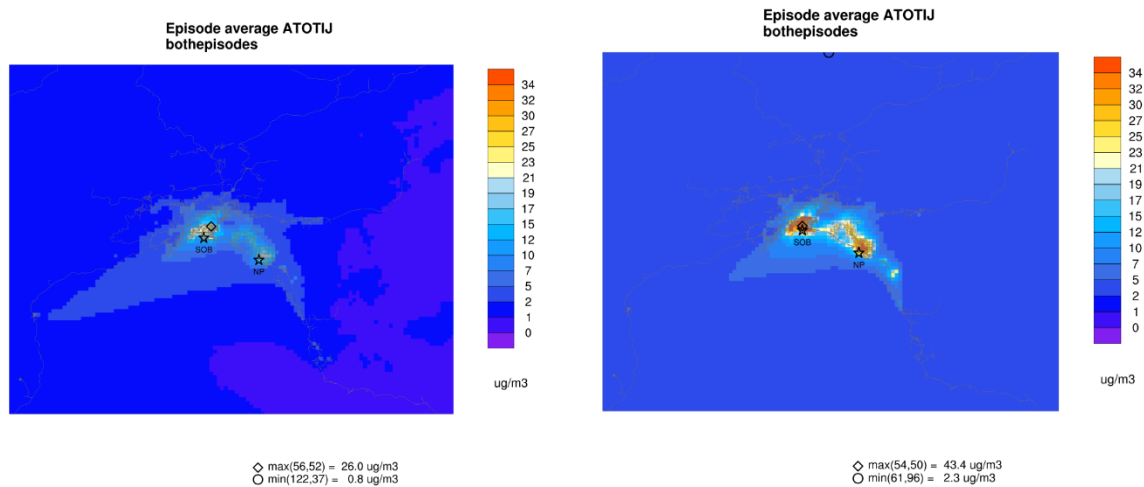 Episode average ATOTIJ
bothepisodes
34
32
30
27
25
23
21
19
17
15
12
10
7
5
2
1
0
ug/m3
SOB
NP
max(56,52) = 26.0 ug/m3
min(122,37) = 0.8 ug/m3
Episode average ATOTIJ
bothepisodes
34
32
30
27
25
23
21
19
17
15
12
10
7
5
2
1
0
ug/m3
SOB
NP
max(54,50) = 43.4 ug/m3
min(61,96) = 2.3 ug/m3